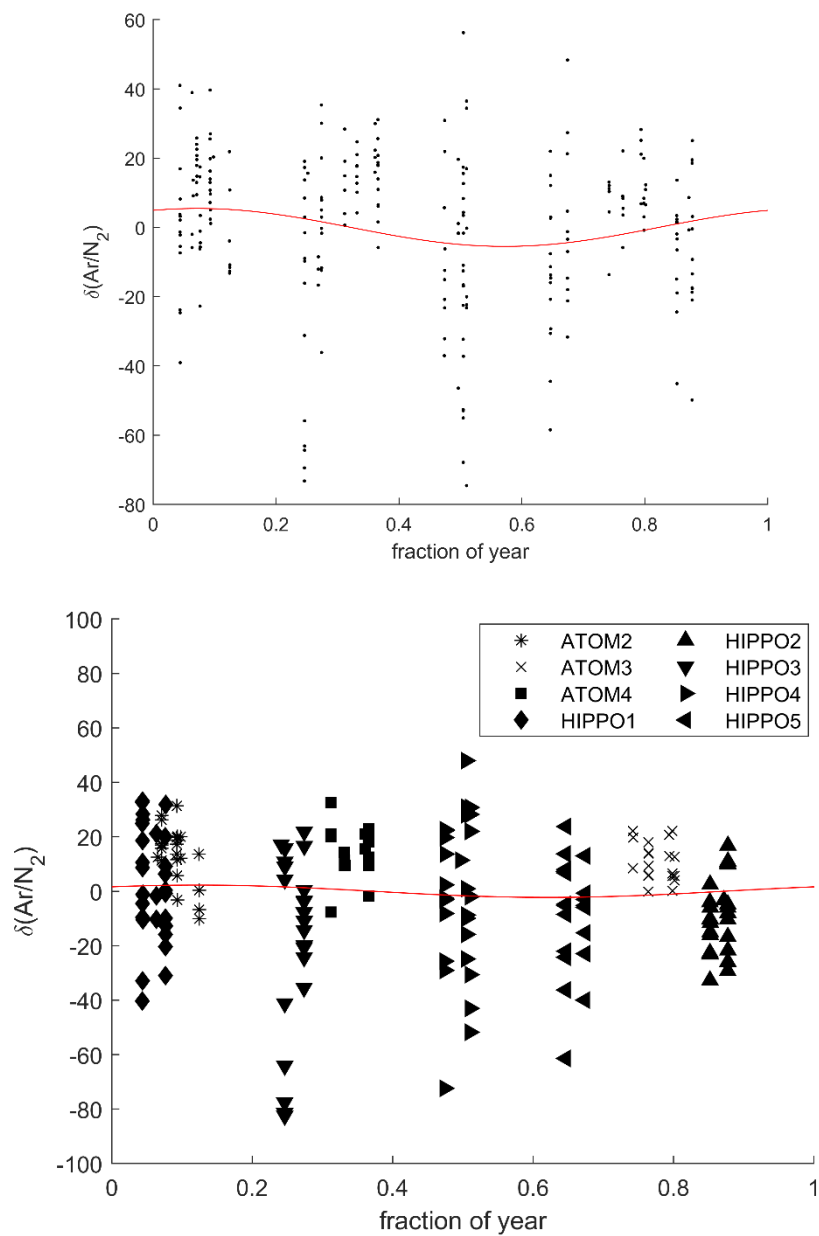 60
40
20
0
-20
-40
-60
-80
δ(Ar/N2)
0 0.2 0.4 0.6 0.8 1
fraction of year
100
80
60
40
20
0
-20
-40
-60
-80
-100
δ(Ar/N2)
ATOM2 HIPPO2
ATOM3 HIPPO3
ATOM4 HIPPO4
HIPPO1 HIPPO5
0 0.2 0.4 0.6 0.8 1
fraction of year